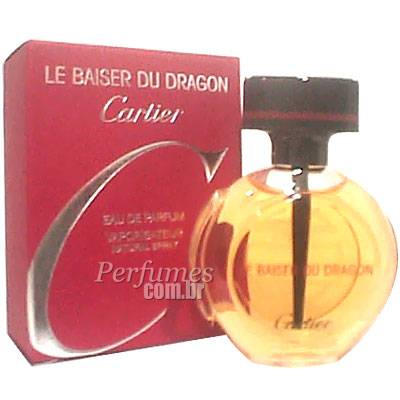 LE BAISER DU DRAGON
Cartier
EAU DE PARFUM
VAPORISATEUR
NATURAL SPRAY
Perfumes
com.br
LE BAISER DU DRAGON
Cartier